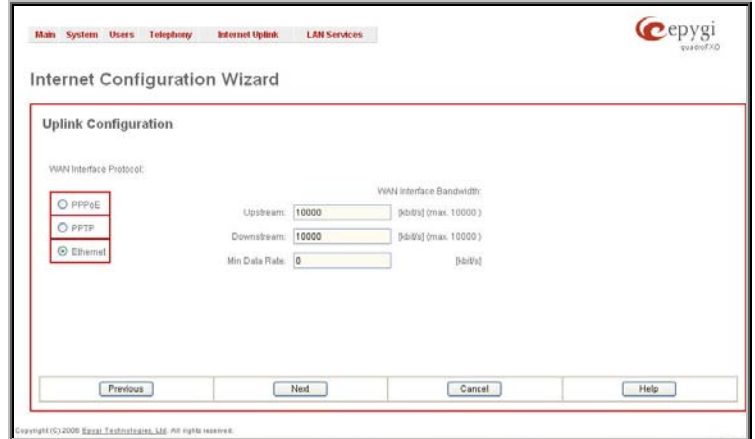 Main System Users Telephony Internet Uplink LAN Services
epygi
quadroFXO
Internet Configuration Wizard
Uplink Configuration
WAN Interface Protocol:
WAN Interface Bandwidth:
PPPoE
Upstream: 10000 [kbit/s] (max. 10000 )
PPTP
Downstream: 10000 [kbit/s] (max. 10000 )
Ethernet
Min Data Rate: 0 [kbit/s]
Previous Next Cancel Help
Copyright (C) 2008 Epygi Technologies, Ltd. All rights reserved.